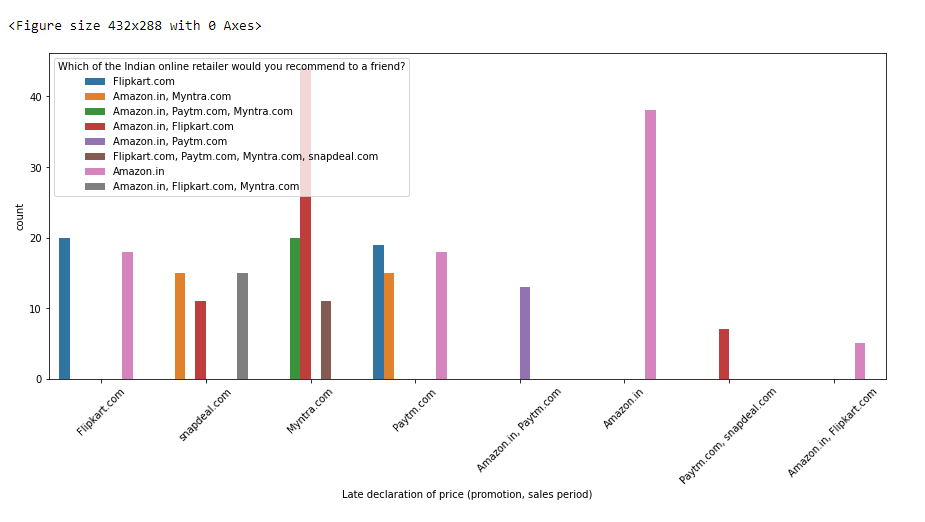 <Figure size 432x288 with 0 Axes>
Which of the Indian online retailer would you recommend to a friend?
Flipkart.com
Amazon.in, Myntra.com
Amazon.in, Paytm.com, Myntra.com
Amazon.in, Flipkart.com
Amazon.in, Paytm.com
Flipkart.com, Paytm.com, Myntra.com, snapdeal.com
Amazon.in
Amazon.in, Flipkart.com, Myntra.com
40
30
20
10
0
count
Flipkart.com
snapdeal.com
Myntra.com
Paytm.com
Amazon.in, Paytm.com
Amazon.in
Paytm.com, snapdeal.com
Amazon.in, Flipkart.com
Late declaration of price (promotion, sales period)